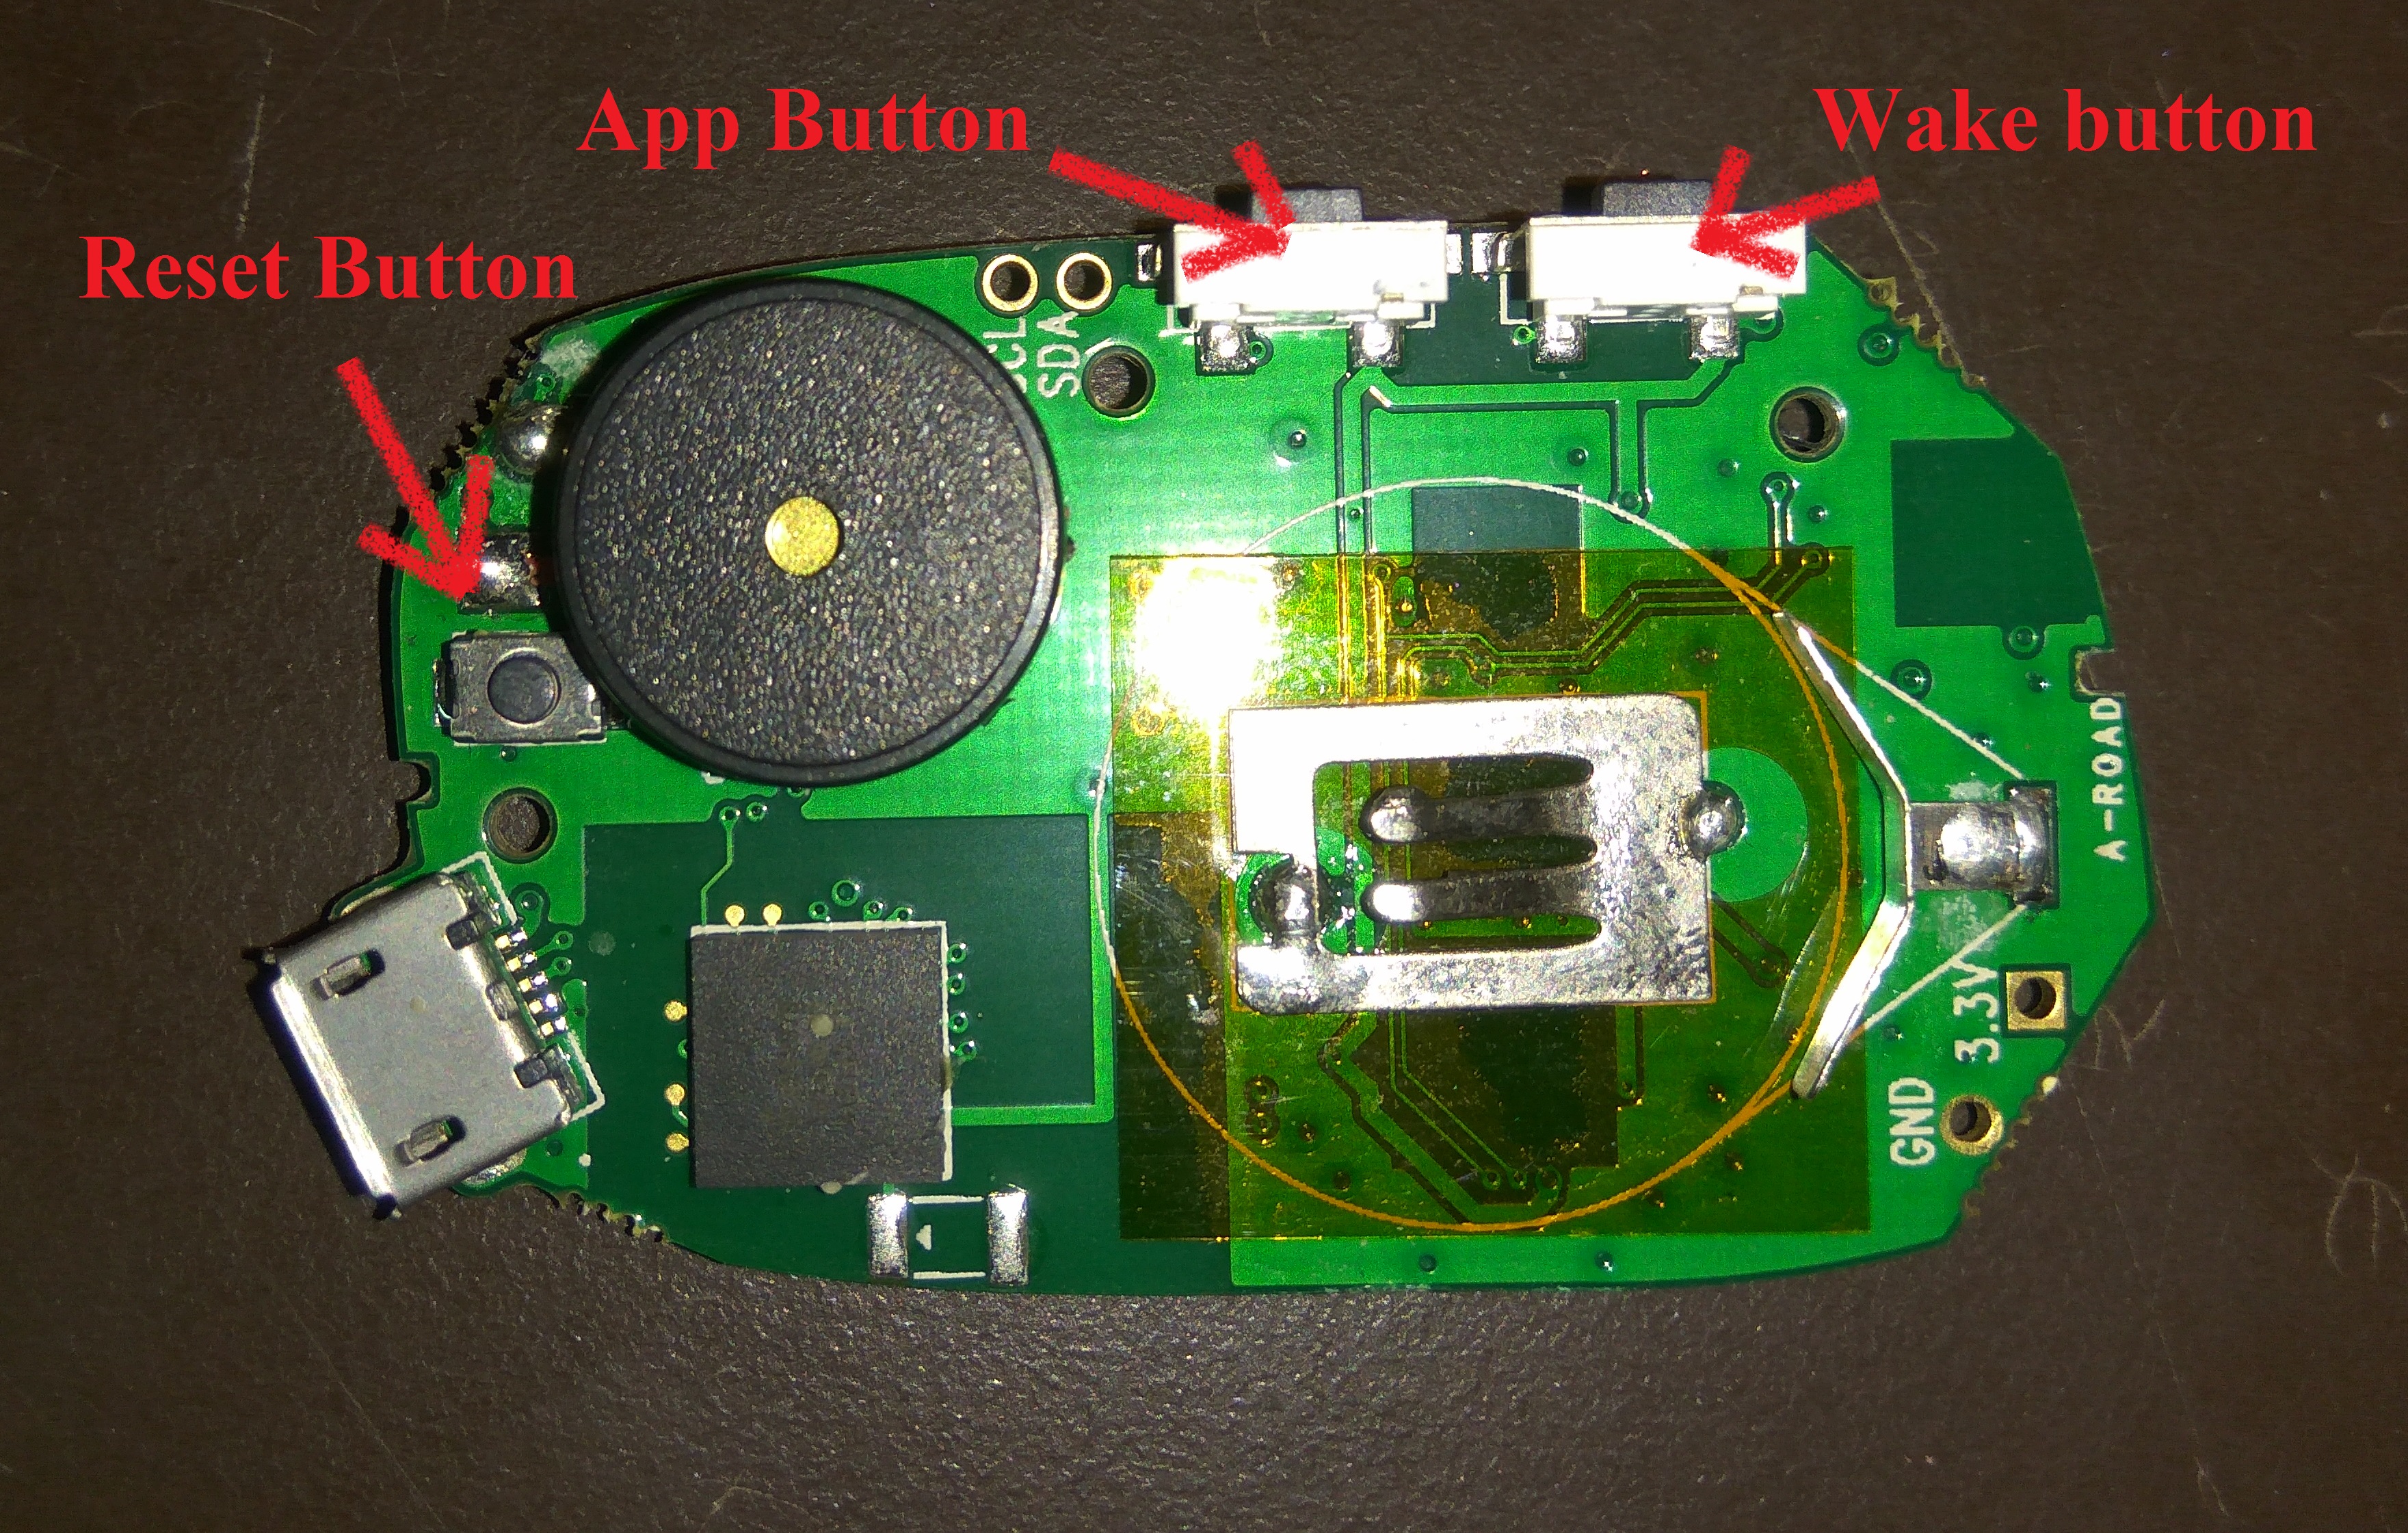 App Button
Wake button
Reset Button
SCL
SDA
A-ROAD
3.3V
GND